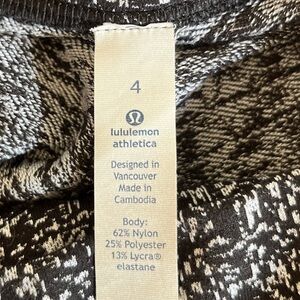 4
lululemon
athletica
Designed in
Vancouver
Made in
Cambodia
Body:
62% Nylon
25% Polyester
13% Lycra®
elastane